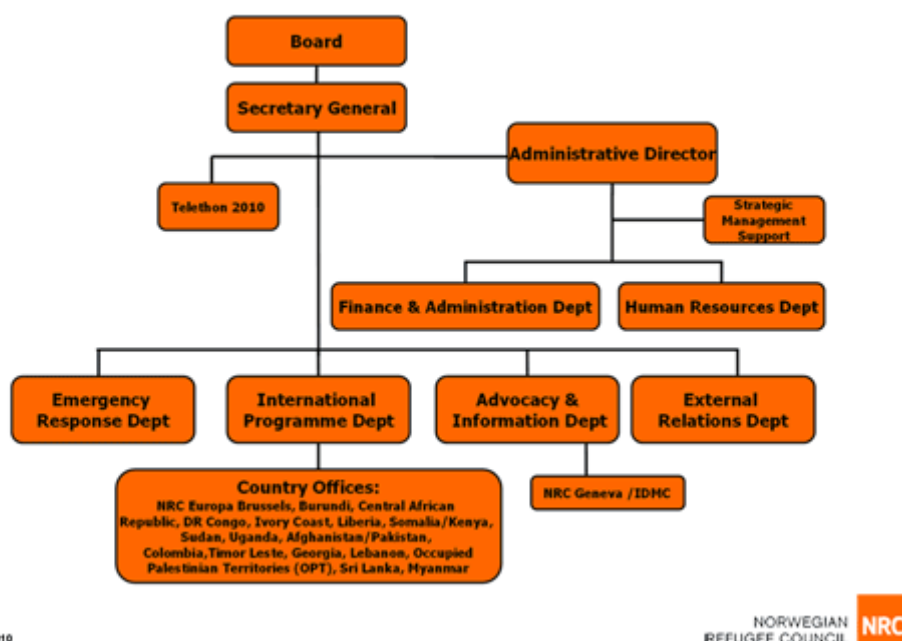 Board
Secretary General
Administrative Director
Telethon 2010
Strategic
Management
Support
Finance & Administration Dept
Human Resources Dept
Emergency
Response Dept
International
Programme Dept
Advocacy &
Information Dept
External
Relations Dept
Country Offices:
NRC Europa Brussels, Burundi, Central African
Republic, DR Congo, Ivory Coast, Liberia, Somalia/Kenya,
Sudan, Uganda, Afghanistan/Pakistan,
Colombia,Timor Leste, Georgia, Lebanon, Occupied
Palestinian Territories (OPT), Sri Lanka, Myanmar
NRC Geneva /IDMC
NORWEGIAN
REFUGEE COUNCIL
NRC